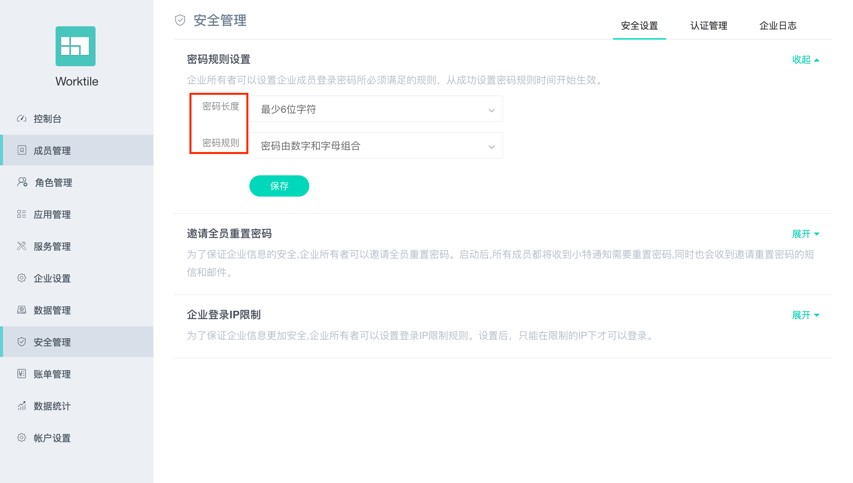 Worktile
控制台
成员管理
角色管理
应用管理
服务管理
企业设置
数据管理
安全管理
账单管理
数据统计
帐户设置
安全管理
安全设置 认证管理 企业日志
密码规则设置 收起
企业所有者可以设置企业成员登录密码所必须满足的规则，从成功设置密码规则时间开始生效。
密码长度 最少6位字符
密码规则 密码由数字和字母组合
保存
邀请全员重置密码 展开
为了保证企业信息的安全,企业所有者可以邀请全员重置密码。启动后,所有成员都将收到小特通知需要重置密码,同时也会收到邀请重置密码的短
信和邮件。
企业登录IP限制 展开
为了保证企业信息更加安全,企业所有者可以设置登录IP限制规则。设置后，只能在限制的IP下才可以登录。